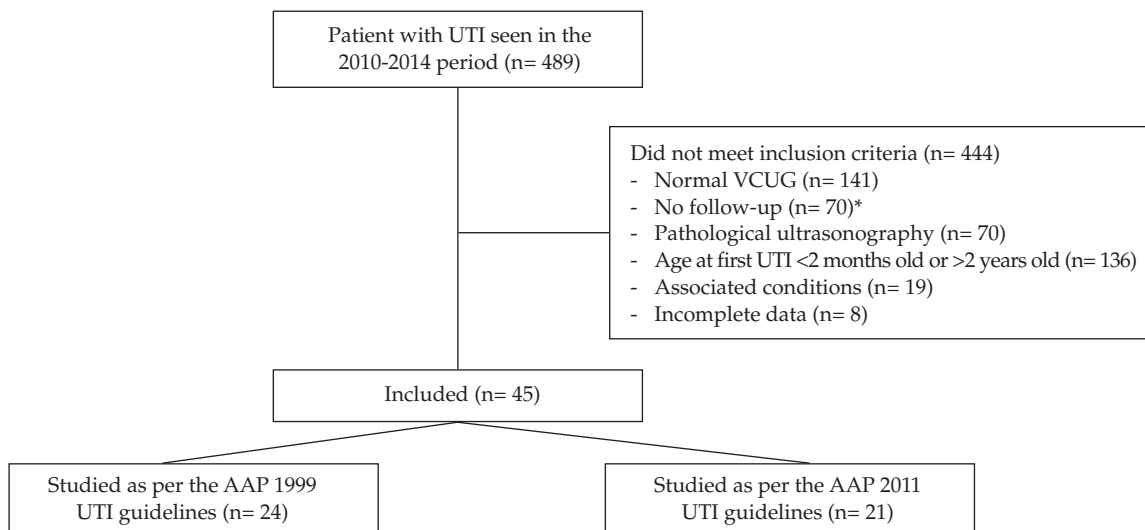 Patient with UTI seen in the
2010-2014 period (n= 489)
Did not meet inclusion criteria (n= 444)
- Normal VCUG (n= 141)
- No follow-up (n= 70)*
- Pathological ultrasonography (n= 70)
- Age at first UTI <2 months old or >2 years old (n= 136)
- Associated conditions (n= 19)
- Incomplete data (n= 8)
Included (n= 45)
Studied as per the AAP 1999
UTI guidelines (n= 24)
Studied as per the AAP 2011
UTI guidelines (n= 21)